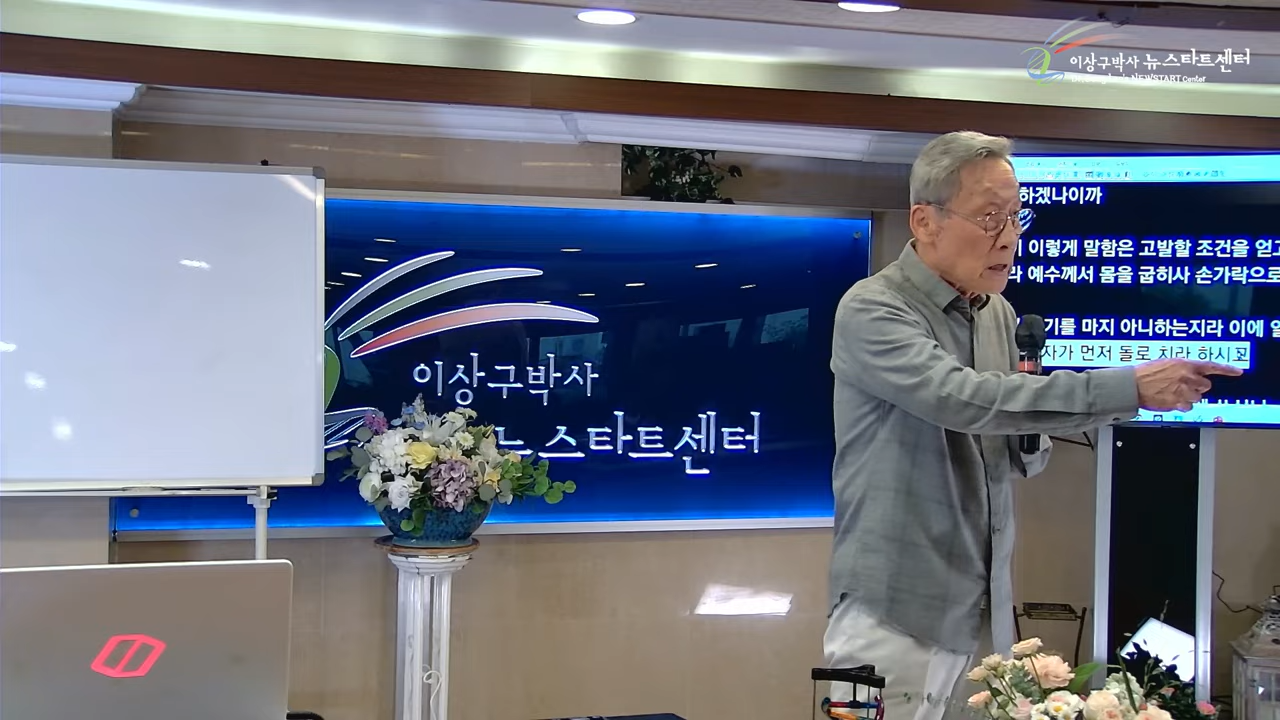 이상구박사 뉴스타트센터
NEWSTART Center
하겠나이까
이렇게 말함은 고발할 조건을 얻고
라 예수께서 몸을 굽히사 손가락으로
기를 마지 아니하는지라 이에 일
자가 먼저 돌로 치라 하시고
이상구박사
뉴스타트센터